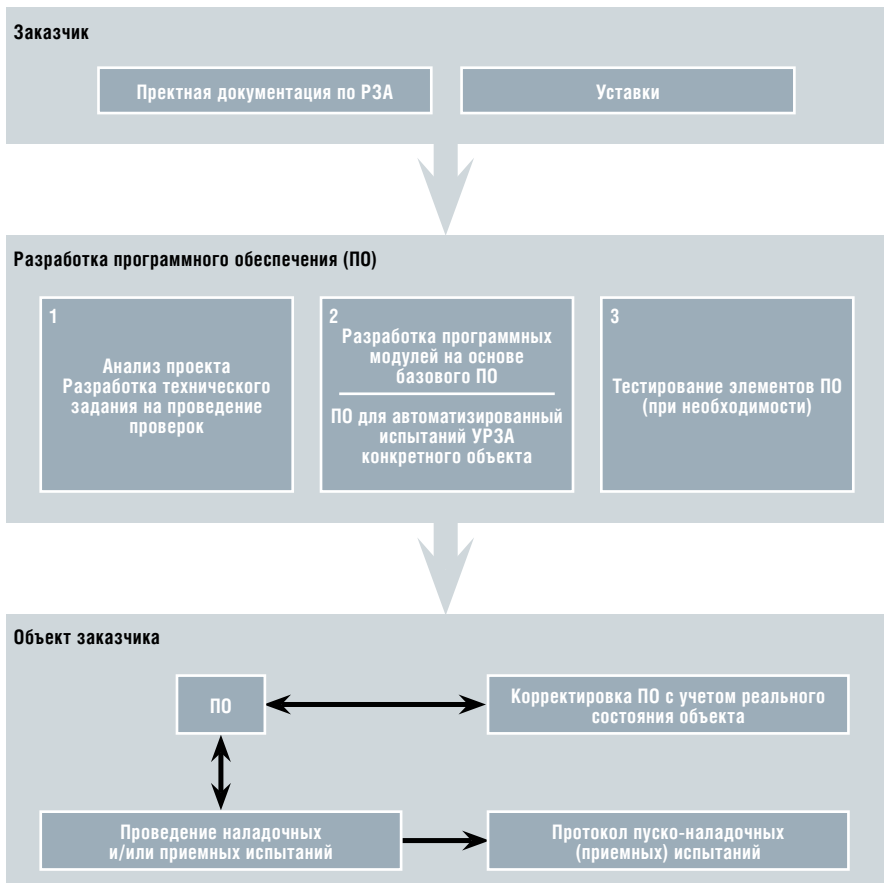 Заказчик
Пректная документация по РЗА
Уставки
Разработка программного обеспечения (ПО)
1
Анализ проекта
Разработка технического
задания на проведение
проверок
2
Разработка программных
модулей на основе
базового ПО
ПО для автоматизированный
испытаний УРЗА
конкретного объекта
3
Тестирование элементов ПО
(при необходимости)
Объект заказчика
ПО
Корректировка ПО с учетом реального
состояния объекта
Проведение наладочных
и/или приемных испытаний
Протокол пуско-наладочных
(приемных) испытаний